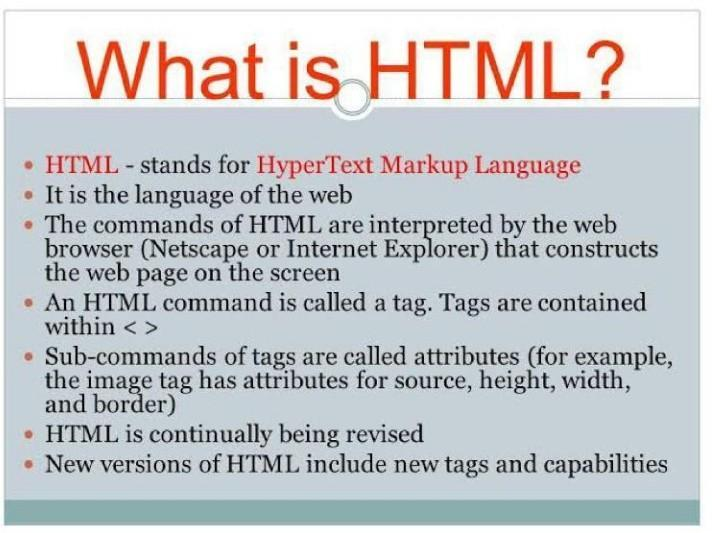 What is HTML?
• HTML - stands for HyperText Markup Language
• It is the language of the web
• The commands of HTML are interpreted by the web
browser (Netscape or Internet Explorer) that constructs
the web page on the screen
• An HTML command is called a tag. Tags are contained
within < >
• Sub-commands of tags are called attributes (for example,
the image tag has attributes for source, height, width,
and border)
• HTML is continually being revised
• New versions of HTML include new tags and capabilities